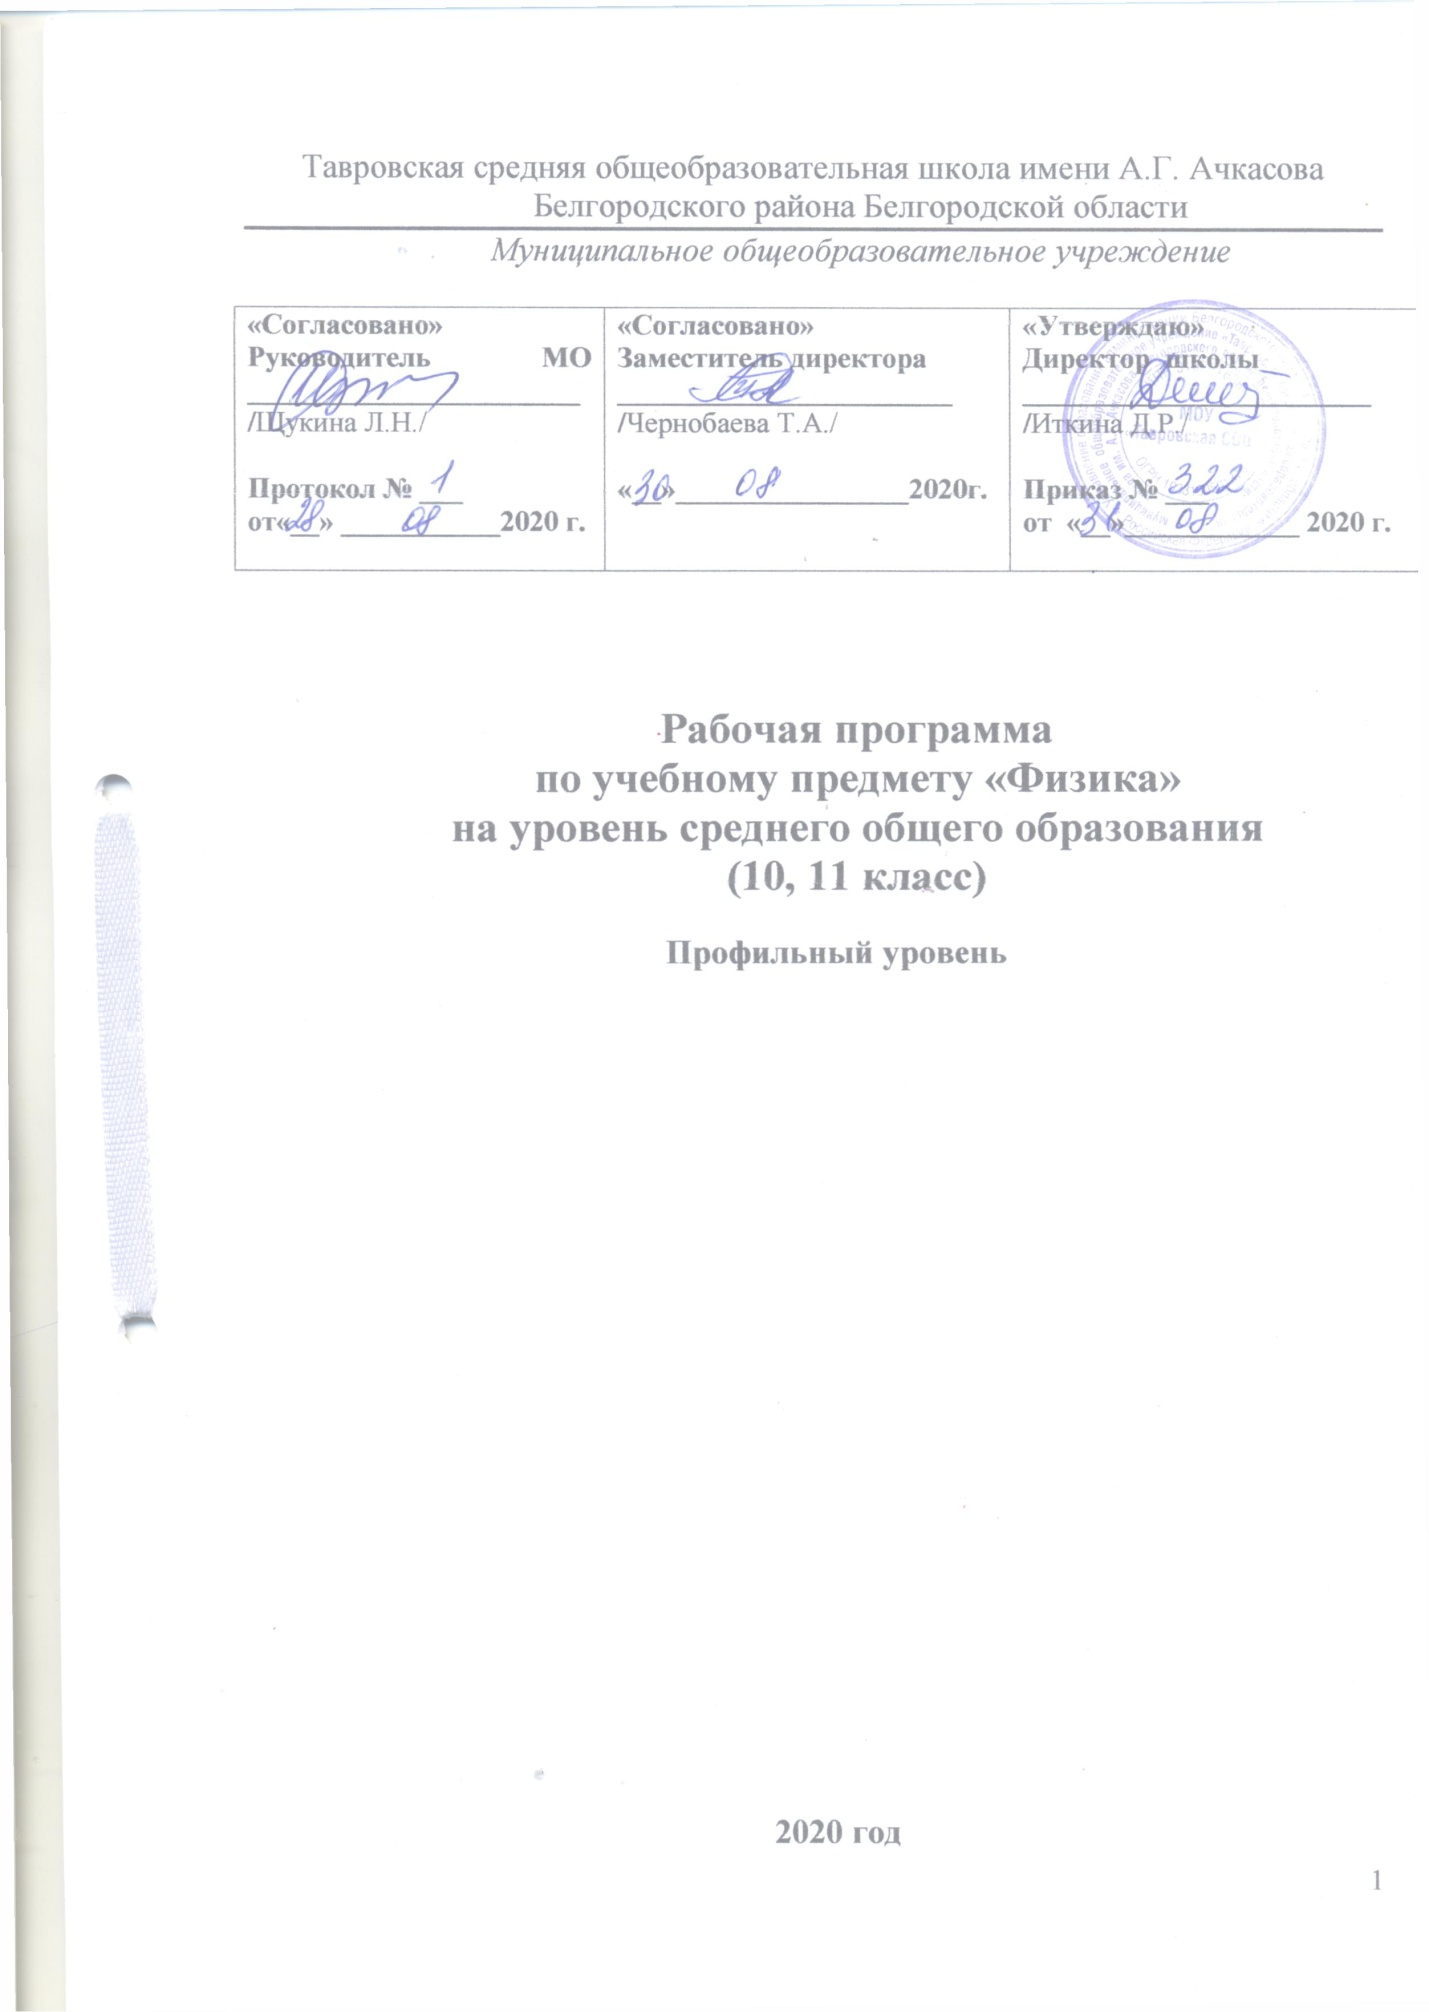 Тавровская средняя общеобразовательная школа имени А.Г. Ачкасова
Белгородского района Белгородской области
Муниципальное общеобразовательное учреждение
«Согласовано»
Руководитель МО
/Щукина Л.Н./
Протокол № 1
от«28» 08 2020 г.
«Согласовано»
Заместитель директора
/Чернобаева Т.А./
«30» 08 2020г.
«Утверждаю»
Директор школы
/Иткина Д.Р./
Приказ № 322
от «31» 08 2020 г.
МОУ
«Тавровская СОШ
Рабочая программа
по учебному предмету «Физика»
на уровень среднего общего образования
(10, 11 класс)
Профильный уровень
2020 год
1